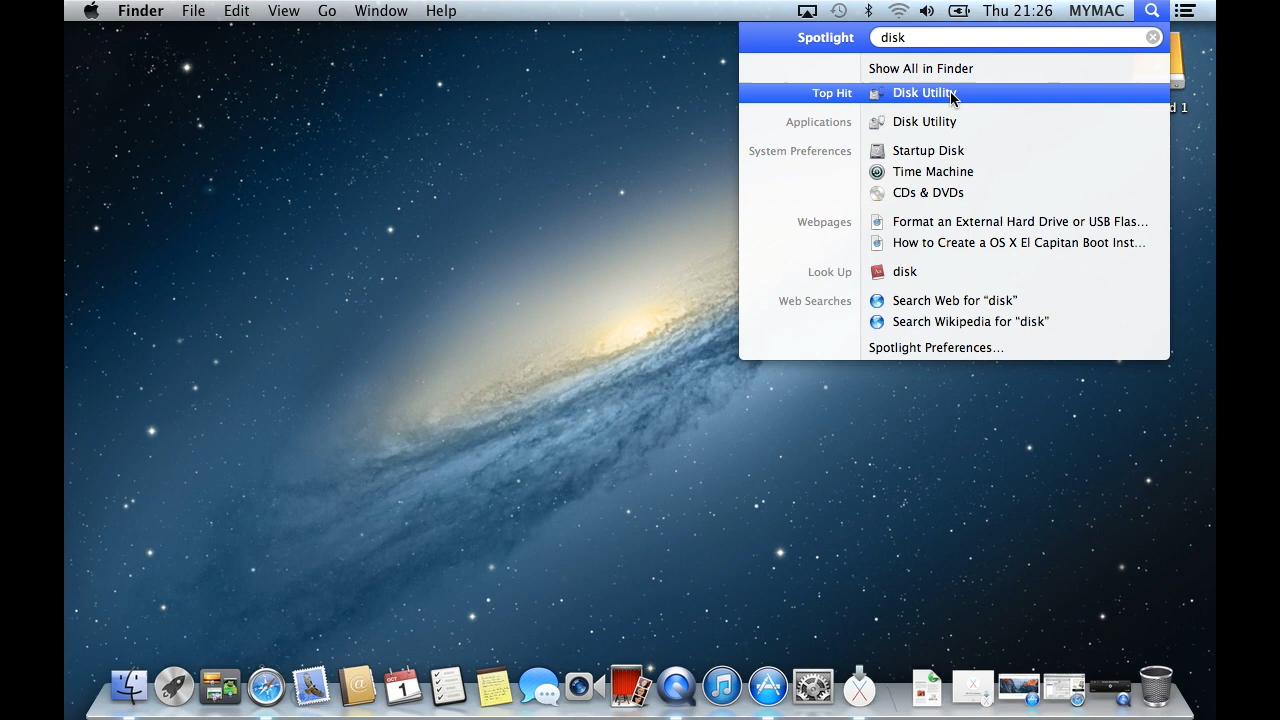 Finder File Edit View Go Window Help Thu 21:26 MYMAC
Spotlight disk
Show All in Finder
Top Hit Disk Utility
Applications Disk Utility
System Preferences Startup Disk
Time Machine
CDs & DVDs
Webpages Format an External Hard Drive or USB Flas...
How to Create a OS X El Capitan Boot Inst...
Look Up disk
Web Searches Search Web for “disk”
Search Wikipedia for “disk”
Spotlight Preferences...
d 1
OCT
1